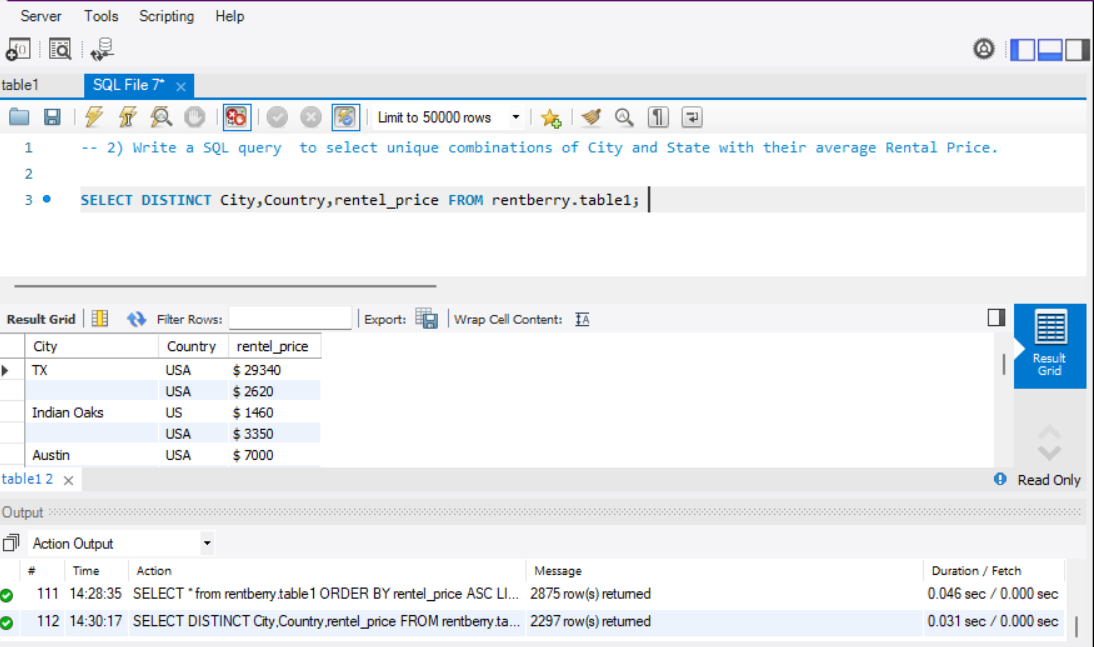 Server Tools Scripting Help
table1 SQL File 7* ×
Limit to 50000 rows
1 -- 2) Write a SQL query  to select unique combinations of City and State with their average Rental Price.
2
3 SELECT DISTINCT City,Country,rentel_price FROM rentberry.table1;
Result Grid Filter Rows: Export: Wrap Cell Content: IA
City Country rentel_price
TX USA $ 29340
USA $ 2620
Indian Oaks US $ 1460
USA $ 3350
Austin USA $ 7000
Result
Grid
table1 2 × Read Only
Output
Action Output
# Time Action Message Duration / Fetch
111 14:28:35 SELECT * from rentberry.table1 ORDER BY rentel_price ASC LI... 2875 row(s) returned 0.046 sec / 0.000 sec
112 14:30:17 SELECT DISTINCT City,Country,rentel_price FROM rentberry.ta... 2297 row(s) returned 0.031 sec / 0.000 sec